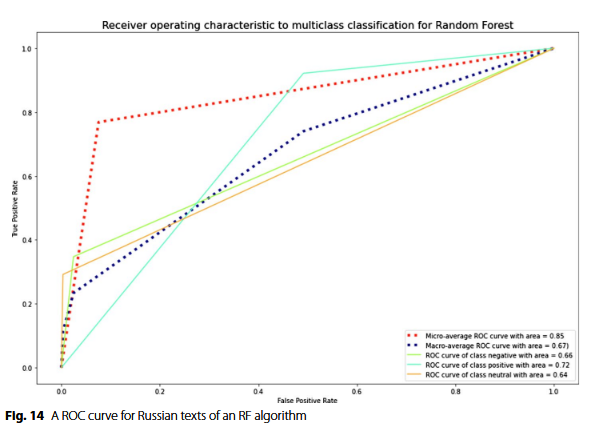 Receiver operating characteristic to multiclass classification for Random Forest
1.0
0.8
0.6
0.4
0.2
0.0
True Positive Rate
0.0 0.2 0.4 0.6 0.8 1.0
False Positive Rate
Micro-average ROC curve with area = 0.85
Macro-average ROC curve with area = 0.67)
ROC curve of class negative with area = 0.66
ROC curve of class positive with area = 0.72
ROC curve of class neutral with area = 0.64
Fig. 14 A ROC curve for Russian texts of an RF algorithm